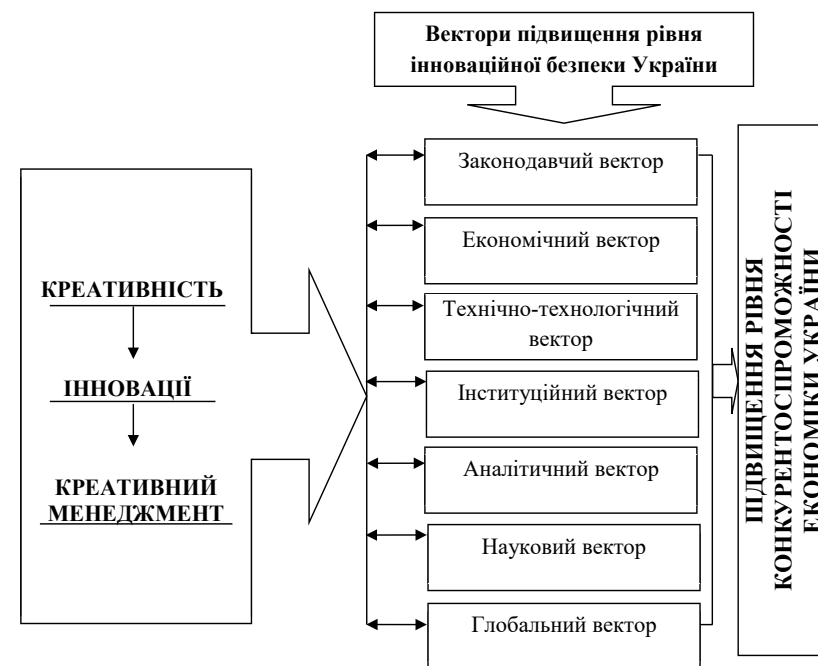 Вектори підвищення рівня
інноваційної безпеки України
КРЕАТИВНІСТЬ
ІННОВАЦІЇ
КРЕАТИВНИЙ
МЕНЕДЖМЕНТ
Законодавчий вектор
Економічний вектор
Технічно-технологічний
вектор
Інституційний вектор
Аналітичний вектор
Науковий вектор
Глобальний вектор
ПІДВИЩЕННЯ РІВНЯ
КОНКУРЕНТОСПРОМОЖНОСТІ
ЕКОНОМІКИ УКРАЇНИ